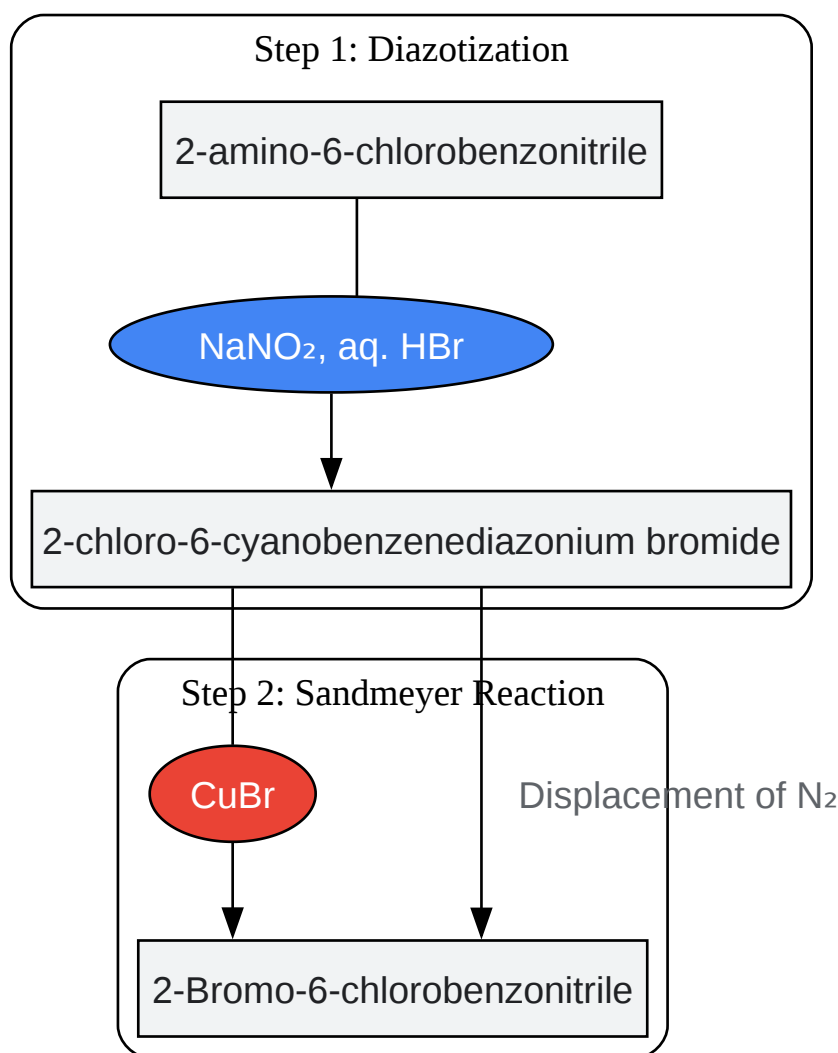 Step 1: Diazotization
2-amino-6-chlorobenzonitrile
NaNO₂, aq. HBr
2-chloro-6-cyanobenzenediazonium bromide
Step 2: Sandmeyer Reaction
CuBr
Displacement of N₂
2-Bromo-6-chlorobenzonitrile